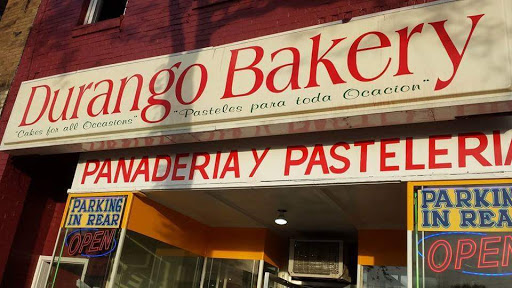 Durango Bakery
"Cakes for all Occasions" "Pasteles para toda Ocacion"
PANADERIA Y PASTELERIA
PARKING
IN REAR
OPEN
PARKING
IN REAR
OPEN